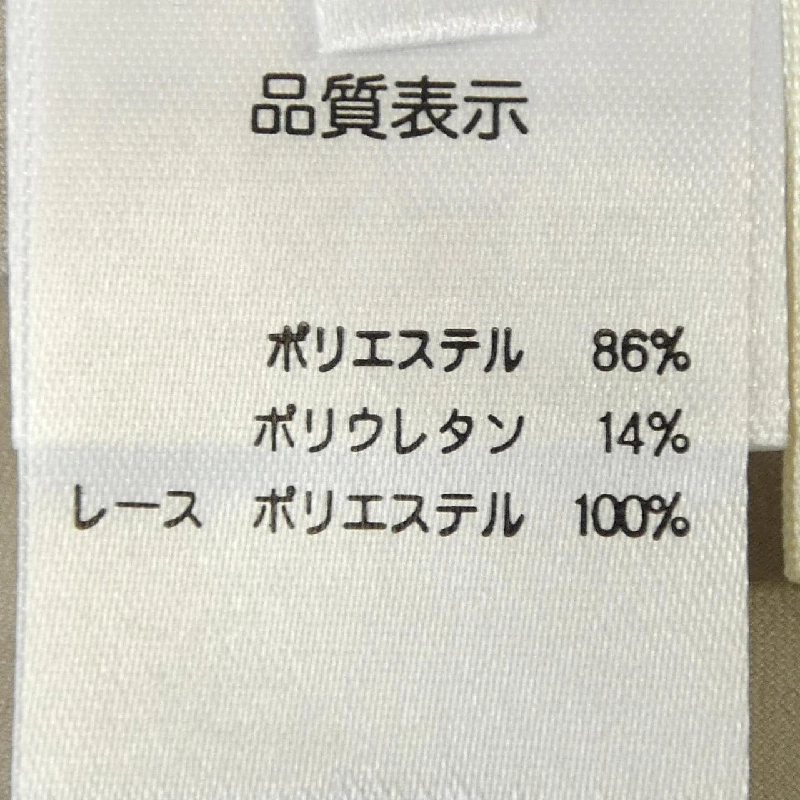 品質表示
ポリエステル 86%
ポリウレタン 14%
レース ポリエステル 100%